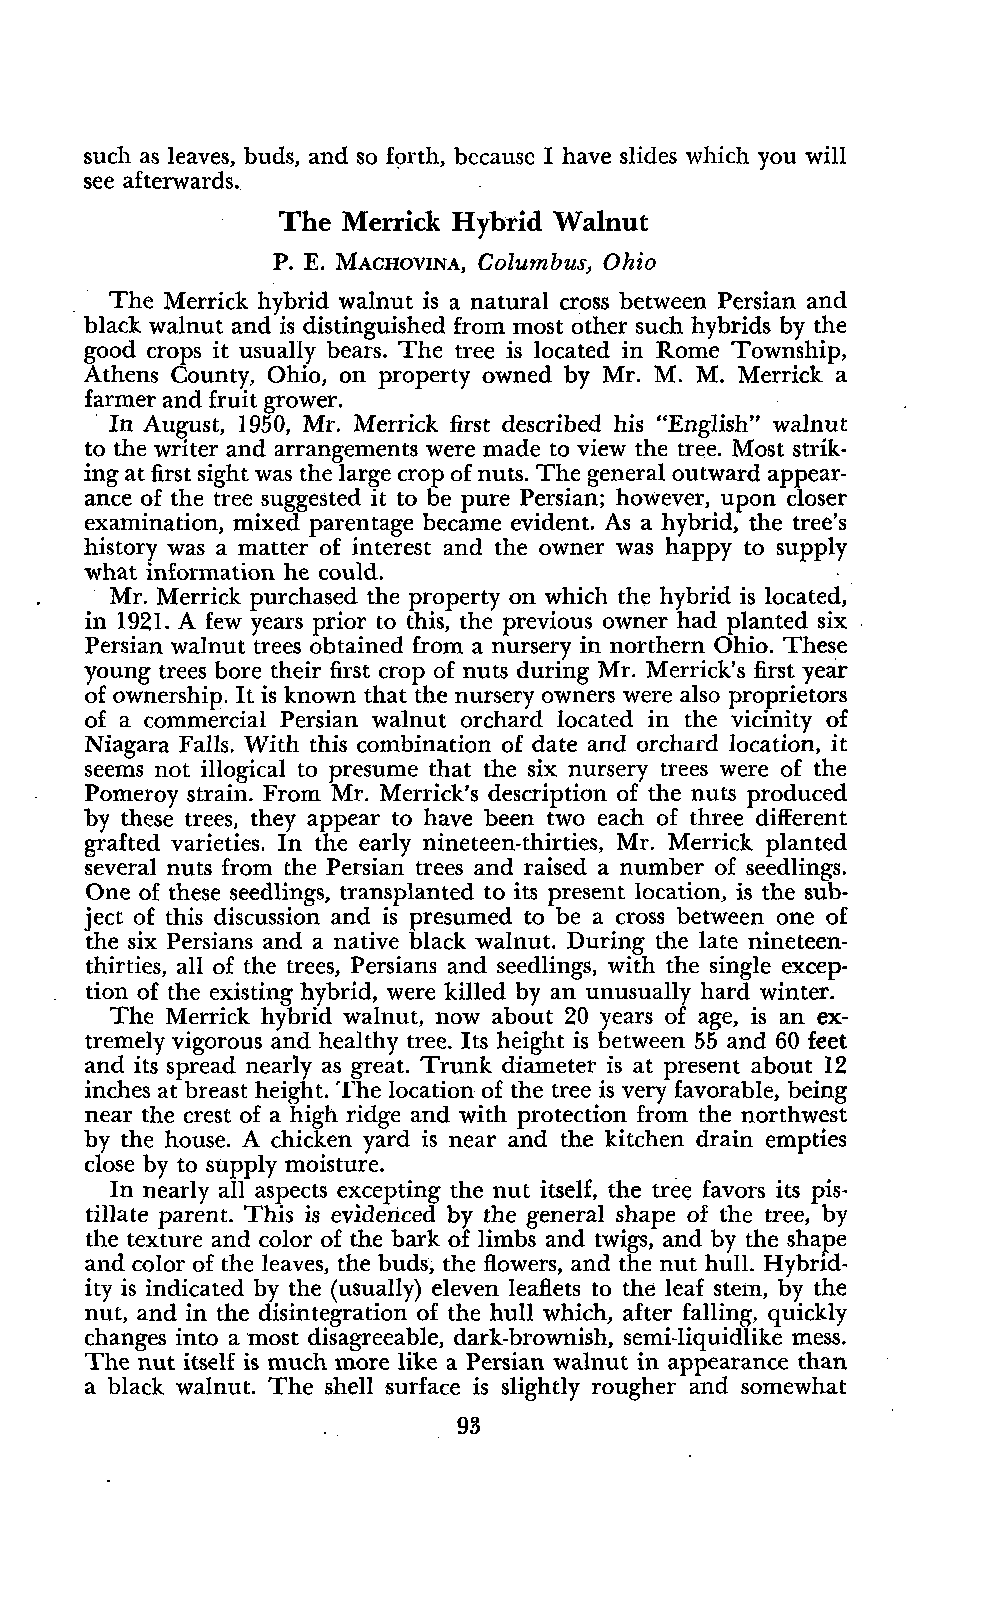 such as leaves, buds, and so forth, because I have slides which you will
see afterwards.
The Merrick Hybrid Walnut
P. E. MACHOVINA, Columbus, Ohio
The Merrick hybrid walnut is a natural cross between Persian and
black walnut and is distinguished from most other such hybrids by the
good crops it usually bears. The tree is located in Rome Township,
Athens County, Ohio, on property owned by Mr. M. M. Merrick a
farmer and fruit grower.
In August, 1950, Mr. Merrick first described his "English" walnut
to the writer and arrangements were made to view the tree. Most strik-
ing at first sight was the large crop of nuts. The general outward appear-
ance of the tree suggested it to be pure Persian; however, upon closer
examination, mixed parentage became evident. As a hybrid, the tree's
history was a matter of interest and the owner was happy to supply
what information he could.
Mr. Merrick purchased the property on which the hybrid is located,
in 1921. A few years prior to this, the previous owner had planted six
Persian walnut trees obtained from a nursery in northern Ohio. These
young trees bore their first crop of nuts during Mr. Merrick's first year
of ownership. It is known that the nursery owners were also proprietors
of a commercial Persian walnut orchard located in the vicinity of
Niagara Falls. With this combination of date and orchard location, it
seems not illogical to presume that the six nursery trees were of the
Pomeroy strain. From Mr. Merrick's description of the nuts produced
by these trees, they appear to have been two each of three different
grafted varieties. In the early nineteen-thirties, Mr. Merrick planted
several nuts from the Persian trees and raised a number of seedlings.
One of these seedlings, transplanted to its present location, is the sub-
ject of this discussion and is presumed to be a cross between one of
the six Persians and a native black walnut. During the late nineteen-
thirties, all of the trees, Persians and seedlings, with the single excep-
tion of the existing hybrid, were killed by an unusually hard winter.
The Merrick hybrid walnut, now about 20 years of age, is an ex-
tremely vigorous and healthy tree. Its height is between 55 and 60 feet
and its spread nearly as great. Trunk diameter is at present about 12
inches at breast height. The location of the tree is very favorable, being
near the crest of a high ridge and with protection from the northwest
by the house. A chicken yard is near and the kitchen drain empties
close by to supply moisture.
In nearly all aspects excepting the nut itself, the tree favors its pis-
tillate parent. This is evidenced by the general shape of the tree, by
the texture and color of the bark of limbs and twigs, and by the shape
and color of the leaves, the buds, the flowers, and the nut hull. Hybrid-
ity is indicated by the (usually) eleven leaflets to the leaf stem, by the
nut, and in the disintegration of the hull which, after falling, quickly
changes into a most disagreeable, dark-brownish, semi-liquidlike mess.
The nut itself is much more like a Persian walnut in appearance than
a black walnut. The shell surface is slightly rougher and somewhat
93